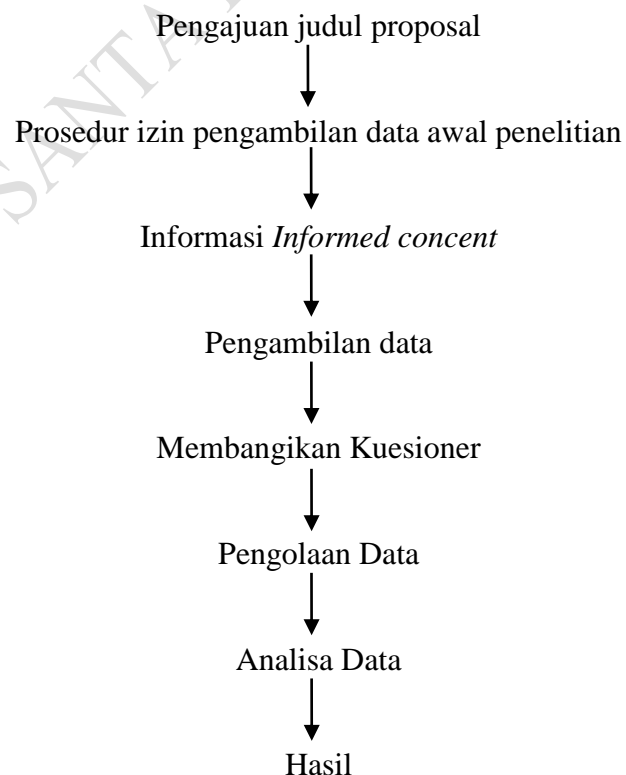 SANTA
Pengajuan judul proposal
Prosedur izin pengambilan data awal penelitian
Informasi Informed concent
Pengambilan data
Membangikan Kuesioner
Pengolaan Data
Analisa Data
Hasil